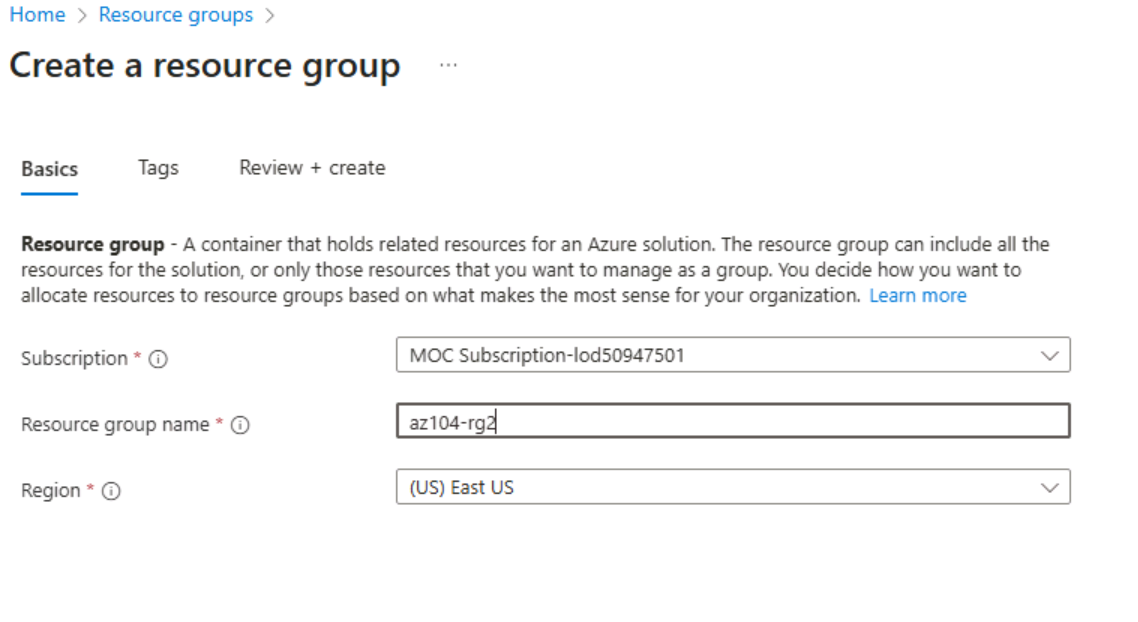 Home > Resource groups >
Create a resource group ...
Basics Tags Review + create
Resource group - A container that holds related resources for an Azure solution. The resource group can include all the
resources for the solution, or only those resources that you want to manage as a group. You decide how you want to
allocate resources to resource groups based on what makes the most sense for your organization. Learn more
Subscription * MOC Subscription-lod50947501
Resource group name * az104-rg2
Region * (US) East US